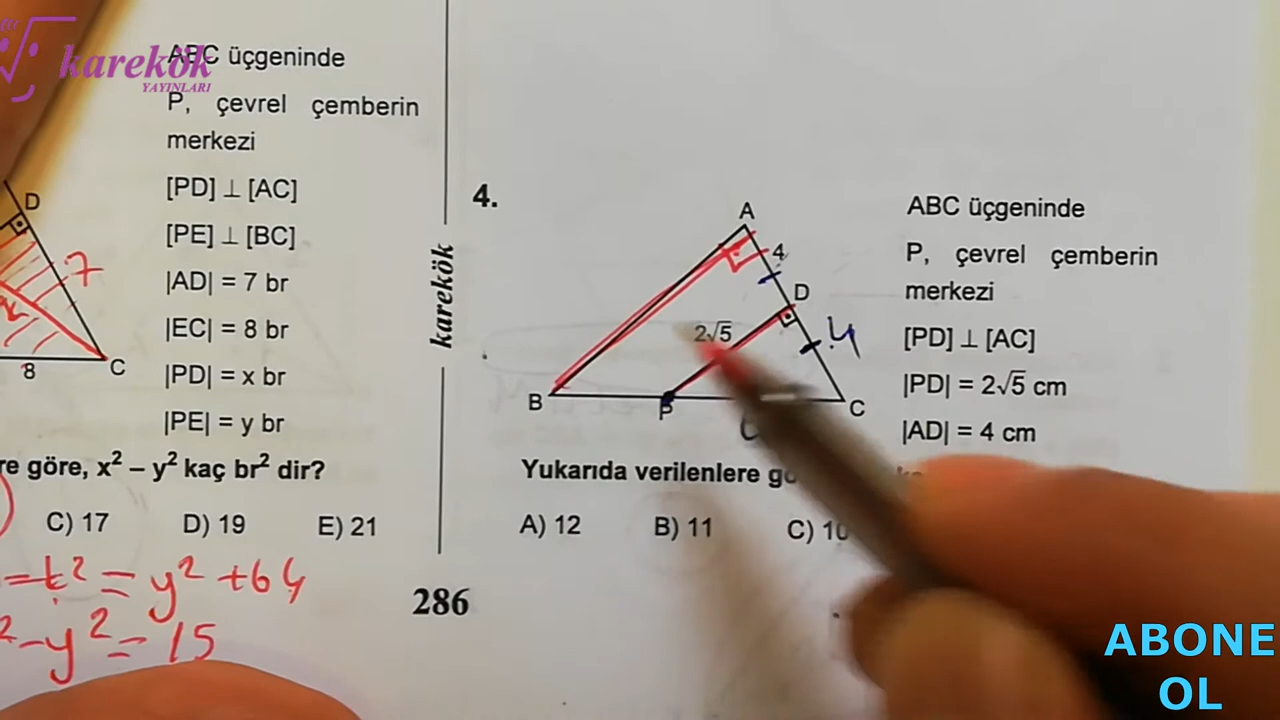 karekök
YAYINLARI
ABC üçgeninde
P, çevrel çemberin
merkezi
[PD] ⊥ [AC]
[PE] ⊥ [BC]
|AD| = 7 br
|EC| = 8 br
|PD| = x br
|PE| = y br
re göre, x² – y² kaç br² dir?
C) 17 D) 19 E) 21
= t² = y² + 64
² – y² = 15
D
7
8
C
karekök
286
4.
A
4
D
4
2√5
B
P
C
ABC üçgeninde
P, çevrel çemberin
merkezi
[PD] ⊥ [AC]
|PD| = 2√5 cm
|AD| = 4 cm
Yukarıda verilenlere
A) 12 B) 11 C) 10
ABONE
OL